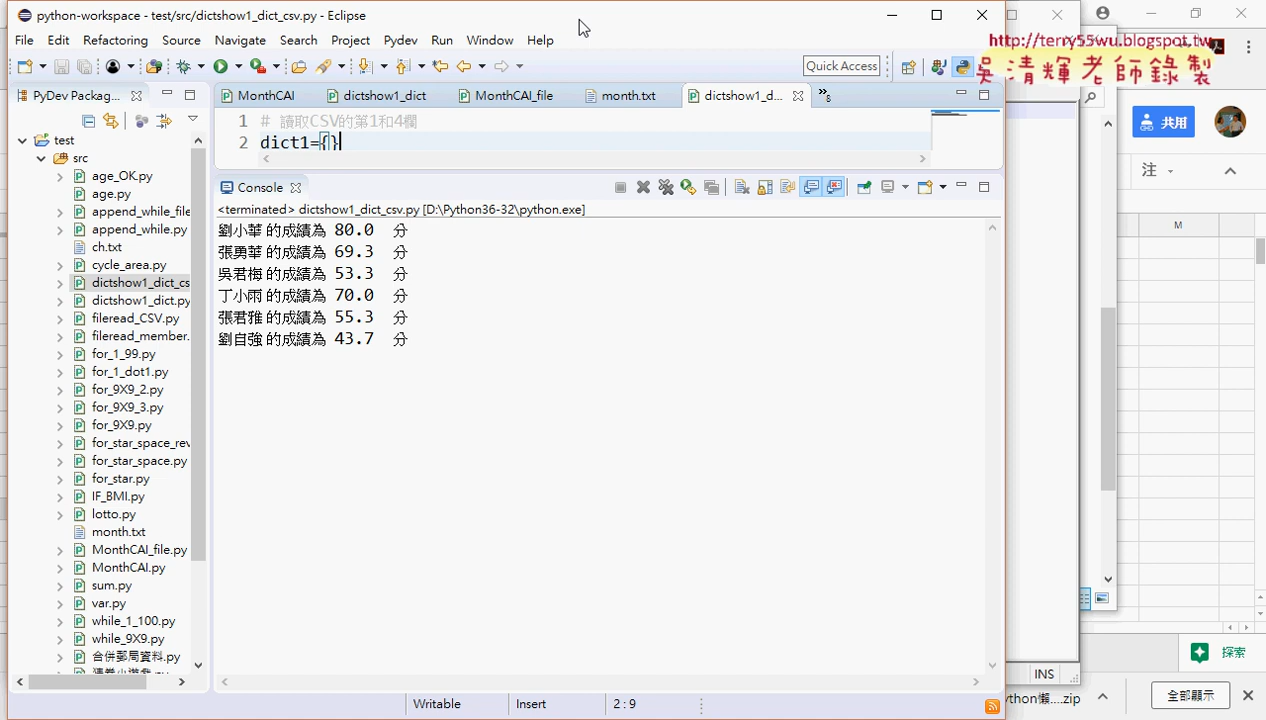 python-workspace - test/src/dictshow1_dict_csv.py - Eclipse
File Edit Refactoring Source Navigate Search Project Pydev Run Window Help
http://terry55wu.blogspot.tw
吳清輝老師錄製
Quick Access
共用
PyDev Packag...
MonthCAI
dictshow1_dict
MonthCAI_file
month.txt
dictshow1_d...
»8
1 # 讀取CSV的第1和4欄
2 dict1={}
注
M
test
src
age_OK.py
age.py
append_while_file
append_while.py
ch.txt
cycle_area.py
dictshow1_dict_cs
dictshow1_dict.py
fileread_CSV.py
fileread_member.
for_1_99.py
for_1_dot1.py
for_9X9_2.py
for_9X9_3.py
for_9X9.py
for_star_space_rev
for_star_space.py
for_star.py
IF_BMI.py
lotto.py
month.txt
MonthCAI_file.py
MonthCAI.py
sum.py
var.py
while_1_100.py
while_9X9.py
合併郵局資料.py
Console
<terminated> dictshow1_dict_csv.py [D:\Python36-32\python.exe]
劉小華 的成績為 80.0 分
張勇華 的成績為 69.3 分
吳君梅 的成績為 53.3 分
丁小雨 的成績為 70.0 分
張君雅 的成績為 55.3 分
劉自強 的成績為 43.7 分
探索
INS
Writable Insert 2 : 9
ython懶....zip
全部顯示